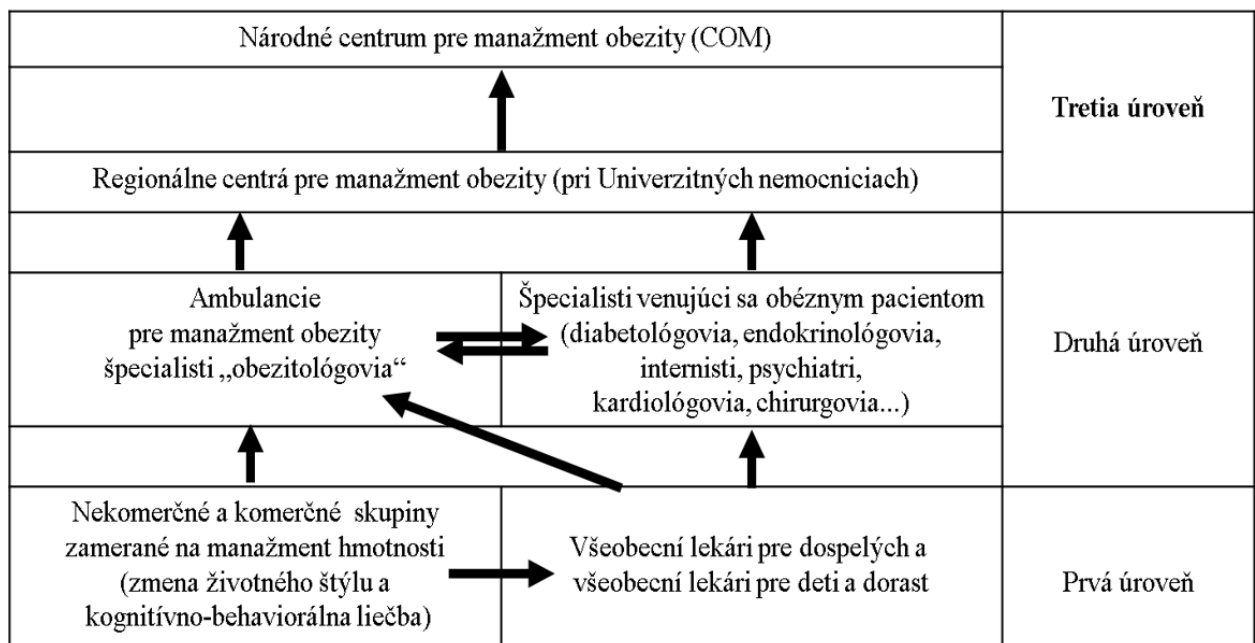 Národné centrum pre manažment obezity (COM)
Tretia úroveň
Regionálne centrá pre manažment obezity (pri Univerzitných nemocniciach)
Ambulancie
pre manažment obezity
špecialisti „obezitológovia“
Špecialisti venujúci sa obéznym pacientom
(diabetológovia, endokrinológovia,
internisti, psychiatri,
kardiológovia, chirurgovia...)
Druhá úroveň
Nekomerčné a komerčné skupiny
zamerané na manažment hmotnosti
(zmena životného štýlu a
kognitívno-behaviorálna liečba)
Všeobecní lekári pre dospelých a
všeobecní lekári pre deti a dorast
Prvá úroveň